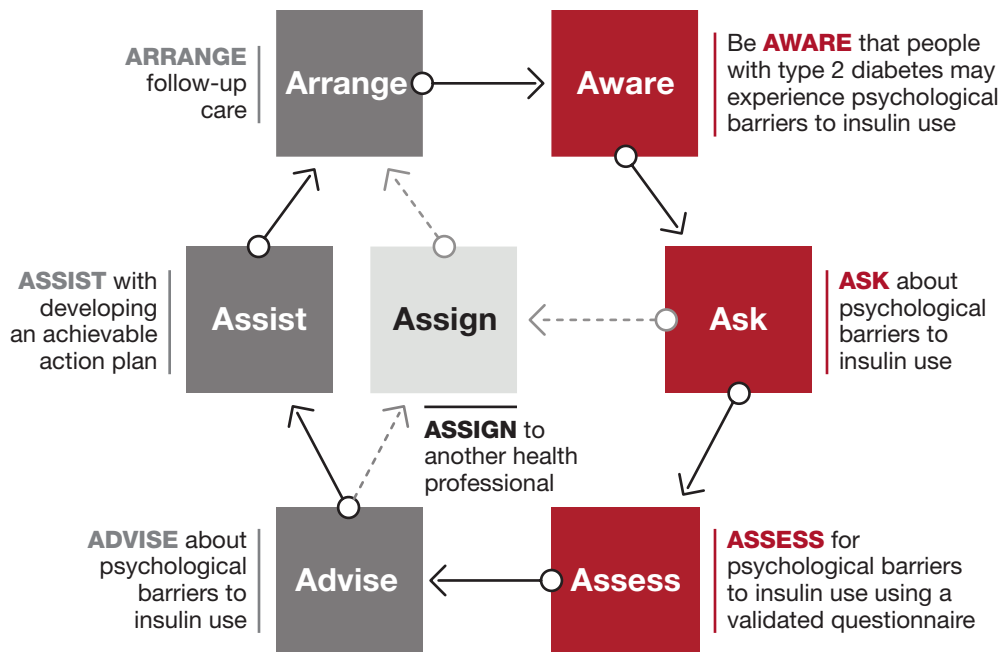 ARRANGE
follow-up
care
Arrange
Aware
Be AWARE that people
with type 2 diabetes may
experience psychological
barriers to insulin use
ASSIST with
developing
an achievable
action plan
Assist
Assign
Ask
ASK about
psychological
barriers to
insulin use
ASSIGN to
another health
professional
ADVISE about
psychological
barriers to
insulin use
Advise
Assess
ASSESS for
psychological barriers
to insulin use using a
validated questionnaire